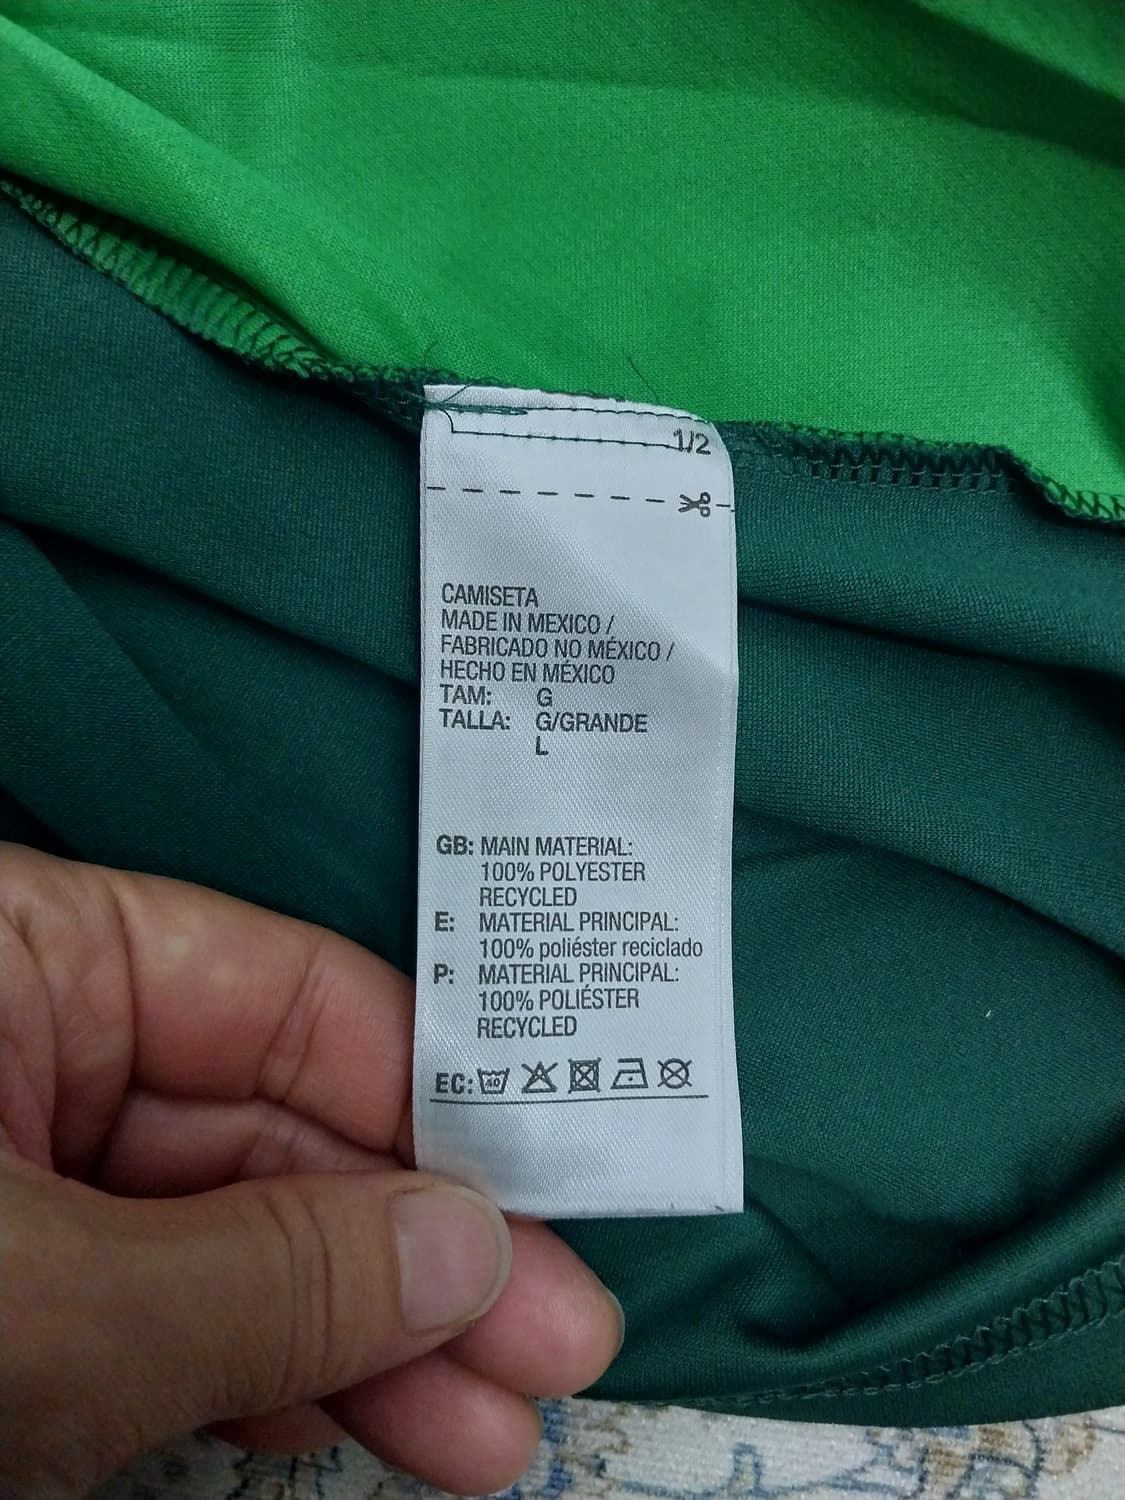 1/2
CAMISETA
MADE IN MEXICO /
FABRICADO NO MÉXICO /
HECHO EN MÉXICO
TAM: G
TALLA: G/GRANDE
L
GB: MAIN MATERIAL:
100% POLYESTER
RECYCLED
E: MATERIAL PRINCIPAL:
100% poliéster reciclado
P: MATERIAL PRINCIPAL:
100% POLIÉSTER
RECYCLED
EC: 40